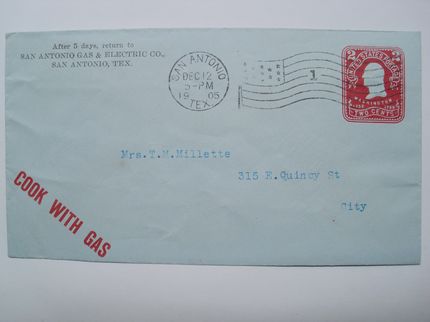 After 5 days, return to
SAN ANTONIO GAS & ELECTRIC CO.,
SAN ANTONIO, TEX.
SAN ANTONIO
DEC 12
5-PM
1905
TEX.
1
UNITED STATES POSTAGE
2 2
WASHINGTON
TWO CENTS
Mrs.T.M.Millette
315 E.Quincy St
City
COOK WITH GAS